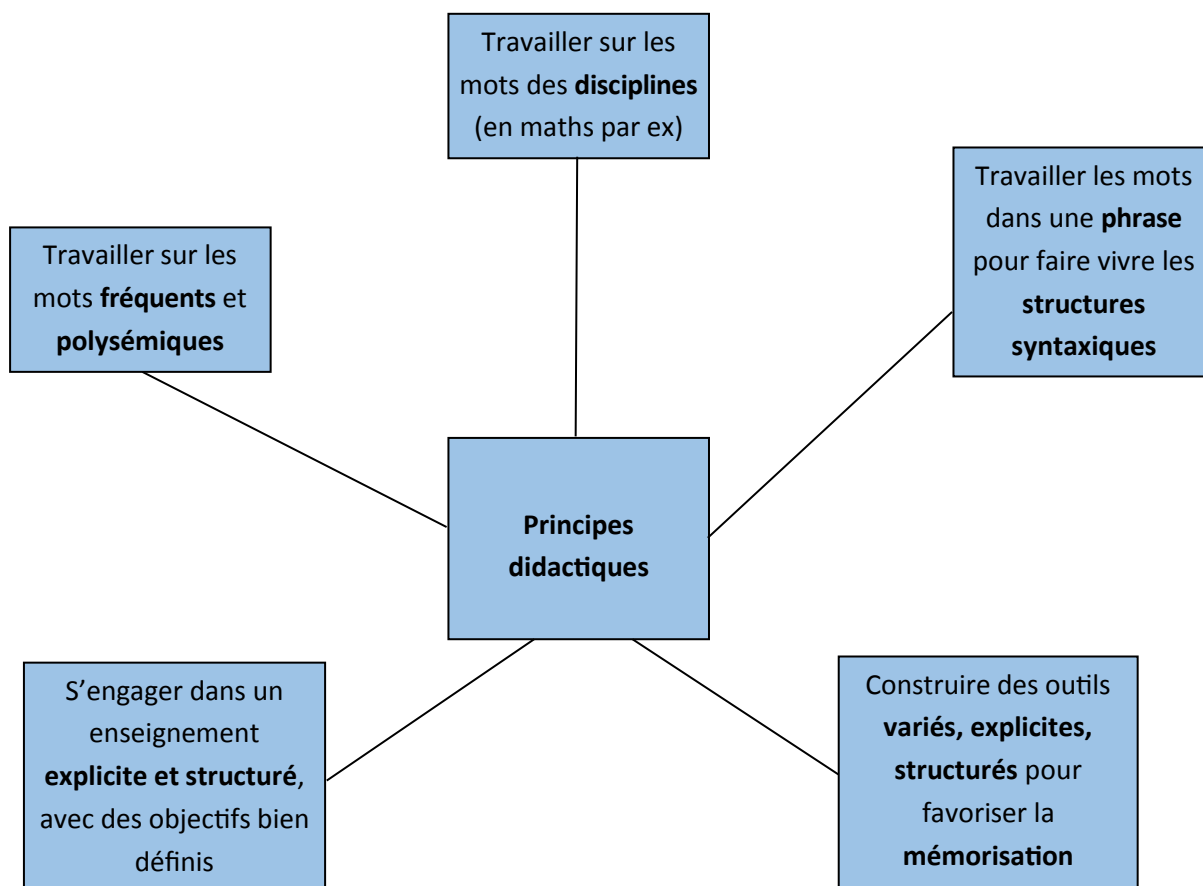 Travailler sur les
mots des disciplines
(en maths par ex)
Travailler les mots
dans une phrase
pour faire vivre les
structures
syntaxiques
Travailler sur les
mots fréquents et
polysémiques
Principes
didactiques
S’engager dans un
enseignement
explicite et structuré,
avec des objectifs bien
définis
Construire des outils
variés, explicites,
structurés pour
favoriser la
mémorisation